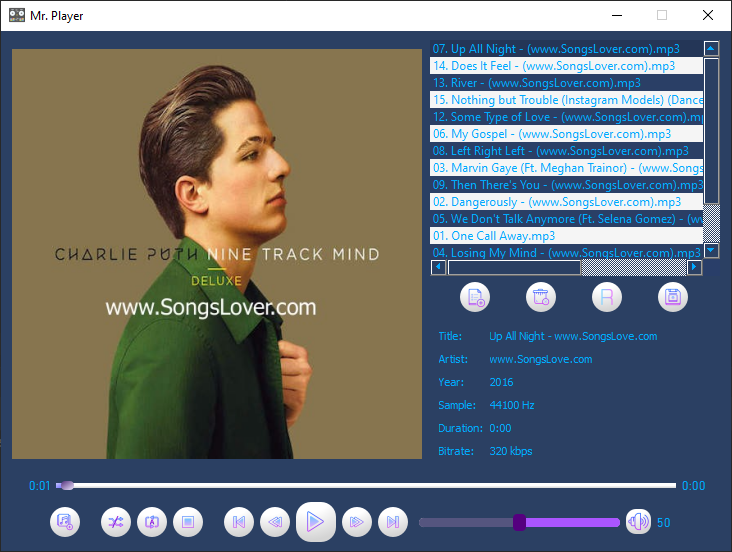 Mr. Player
07. Up All Night - (www.SongsLover.com).mp3
14. Does It Feel - (www.SongsLover.com).mp3
13. River - (www.SongsLover.com).mp3
15. Nothing but Trouble (Instagram Models) (Dance
12. Some Type of Love - (www.SongsLover.com).mp
06. My Gospel - (www.SongsLover.com).mp3
08. Left Right Left - (www.SongsLover.com).mp3
03. Marvin Gaye (Ft. Meghan Trainor) - (www.Songs
09. Then There's You - (www.SongsLover.com).mp3
02. Dangerously - (www.SongsLover.com).mp3
05. We Don't Talk Anymore (Ft. Selena Gomez) - (w
01. One Call Away.mp3
04. Losing My Mind - (www.SongsLover.com).mp3
CHARLIE PUTH NINE TRACK MIND
DELUXE
www.SongsLover.com
R
Title: Up All Night - www.SongsLove.com
Artist: www.SongsLove.com
Year: 2016
Sample: 44100 Hz
Duration: 0:00
Bitrate: 320 kbps
0:01 0:00
50